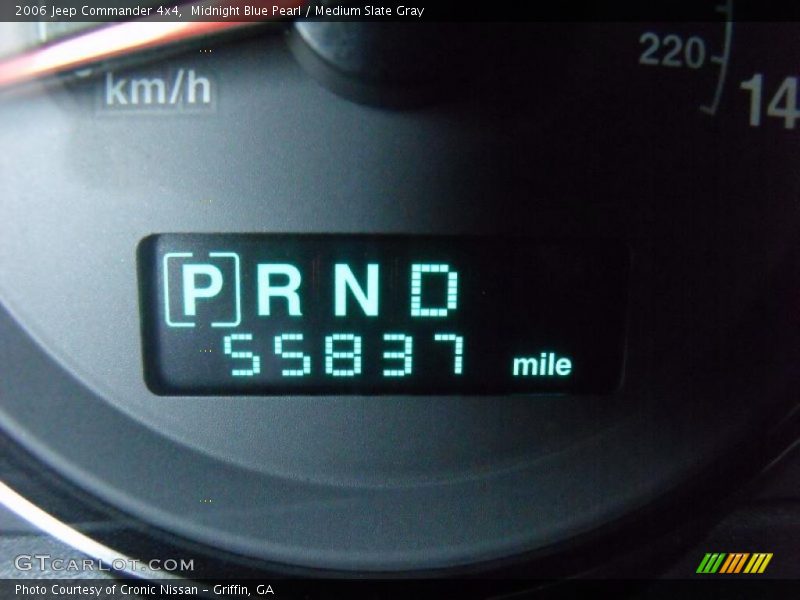 2006 Jeep Commander 4x4, Midnight Blue Pearl / Medium Slate Gray
220
km/h
14
P R N D
55837 mile
GTCARLOT.COM
Photo Courtesy of Cronic Nissan - Griffin, GA